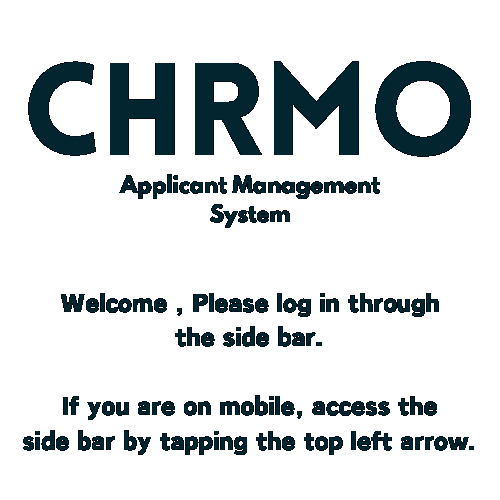 CHRMO
Applicant Management
System
Welcome , Please log in through
the side bar.
If you are on mobile, access the
side bar by tapping the top left arrow.